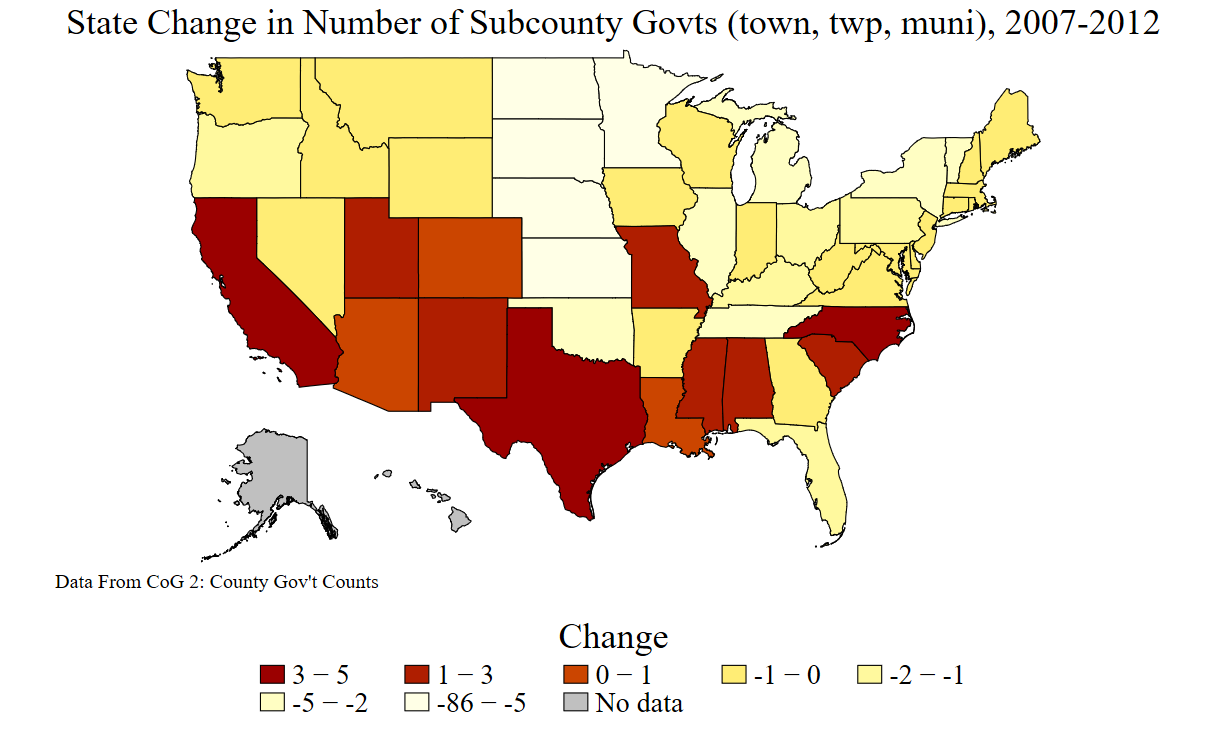 State Change in Number of Subcounty Govts (town, twp, muni), 2007-2012
Data From CoG 2: County Gov't Counts
Change
3 − 5 1 − 3 0 − 1 -1 − 0 -2 − -1
-5 − -2 -86 − -5 No data